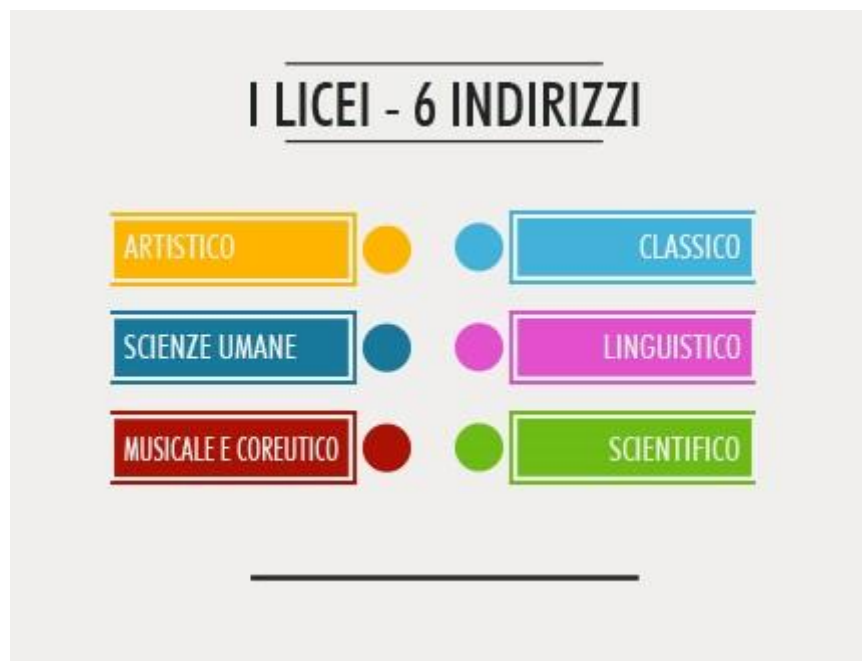 I LICEI - 6 INDIRIZZI
ARTISTICO
CLASSICO
SCIENZE UMANE
LINGUISTICO
MUSICALE E COREUTICO
SCIENTIFICO